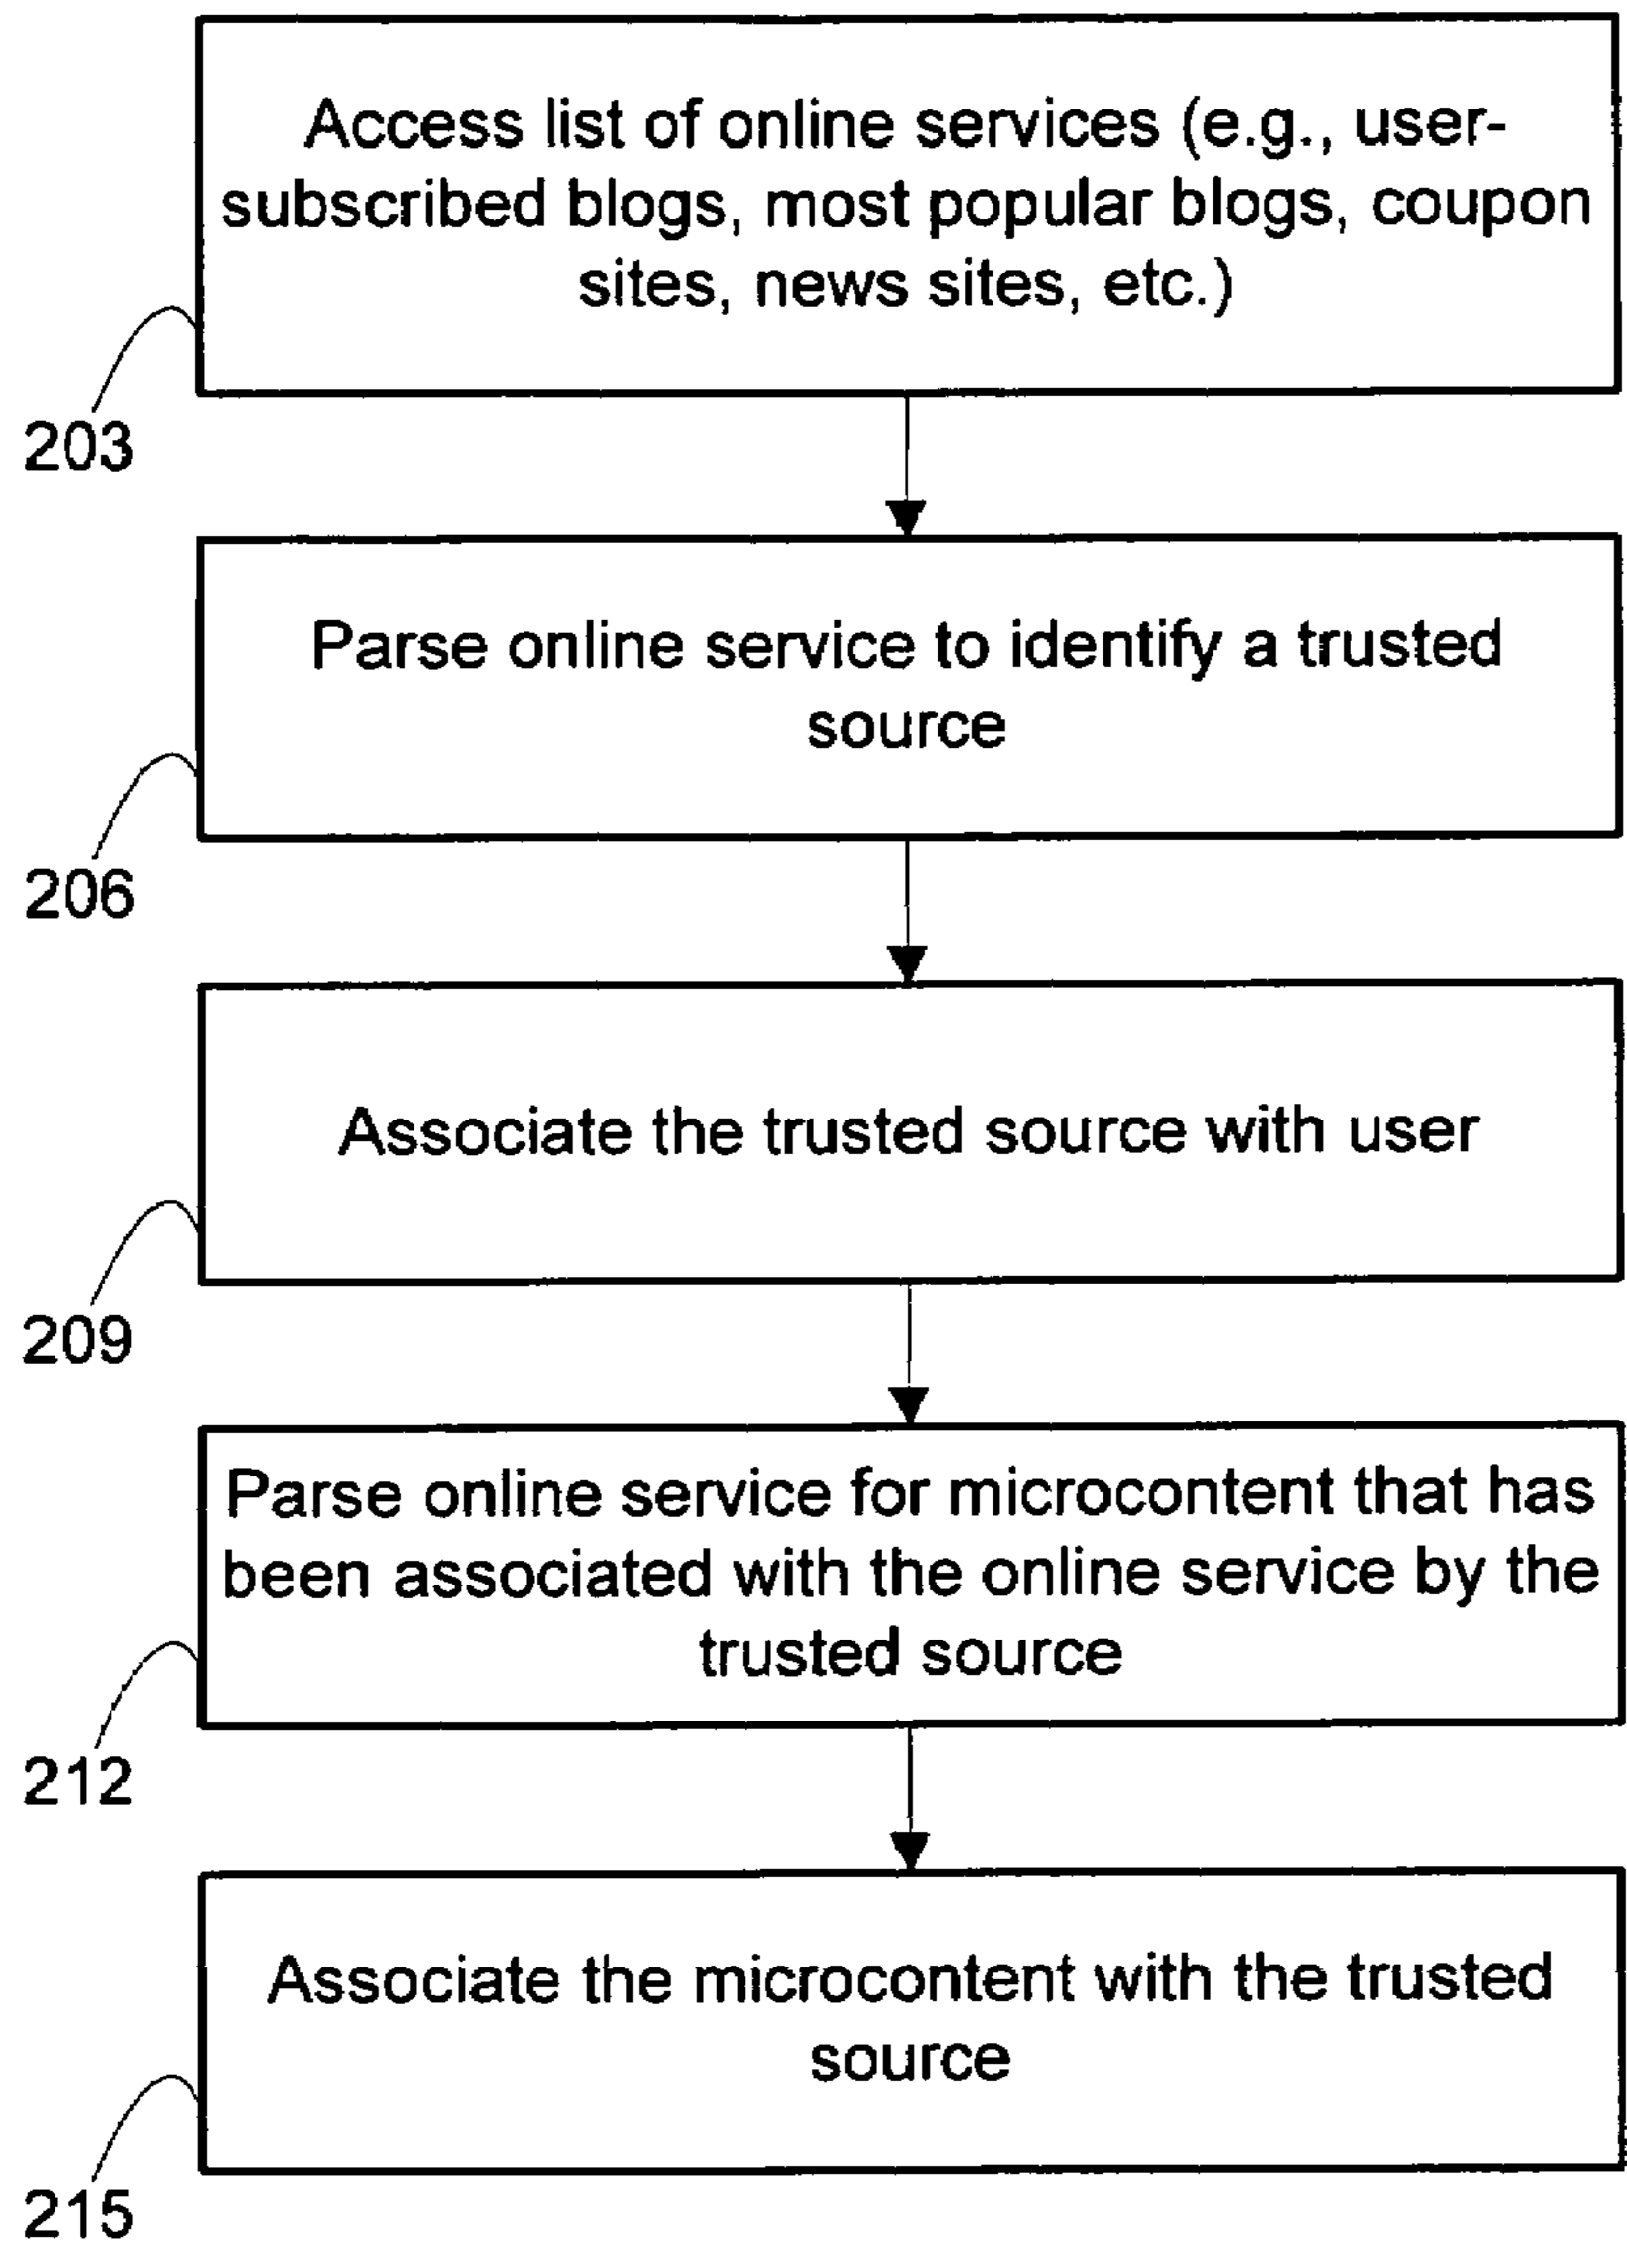 Access list of online services (e.g., user-
subscribed blogs, most popular blogs, coupon
sites, news sites, etc.)
203
Parse online service to identify a trusted
source
206
Associate the trusted source with user
209
Parse online service for microcontent that has
been associated with the online service by the
trusted source
212
Associate the microcontent with the trusted
source
215